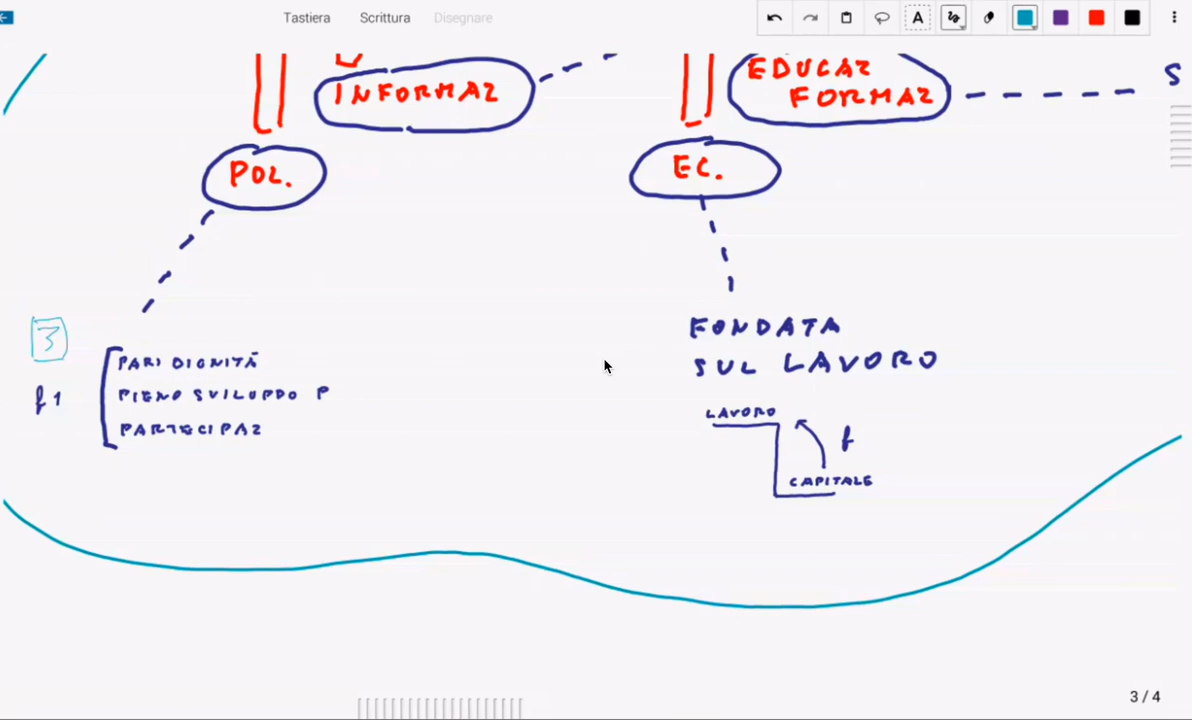 Tastiera Scrittura Disegnare
A
INFORMAZ
EDUCAZ
FORMAZ
S
POL.
EC.
3
f1
PARI DIGNITÀ
PIENO SVILUPPO P
PARTECIPAZ
FONDATA
SUL LAVORO
LAVORO
f
CAPITALE
3 / 4